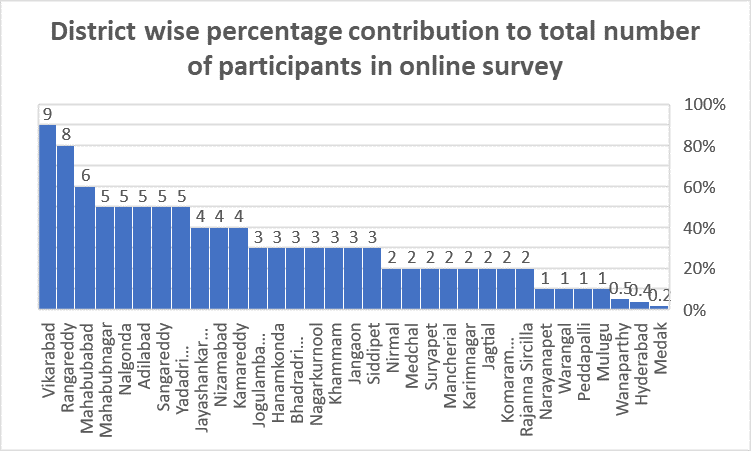 District wise percentage contribution to total number
of participants in online survey
9
8
6
5
5
5
5
5
4
4
4
3
3
3
3
3
3
3
2
2
2
2
2
2
2
2
1
1
1
1
0.5
0.4
0.2
100%
80%
60%
40%
20%
0%
Vikarabad
Rangareddy
Mahabubabad
Mahabubnagar
Nalgonda
Adilabad
Sangareddy
Yadadri...
Jayashankar...
Nizamabad
Kamareddy
Jogulamba...
Hanamkonda
Bhadradri...
Nagarkurnool
Khammam
Jangaon
Siddipet
Nirmal
Medchal
Suryapet
Mancherial
Karimnagar
Jagtial
Komaram...
Rajanna Sircilla
Narayanapet
Warangal
Peddapalli
Mulugu
Wanaparthy
Hyderabad
Medak